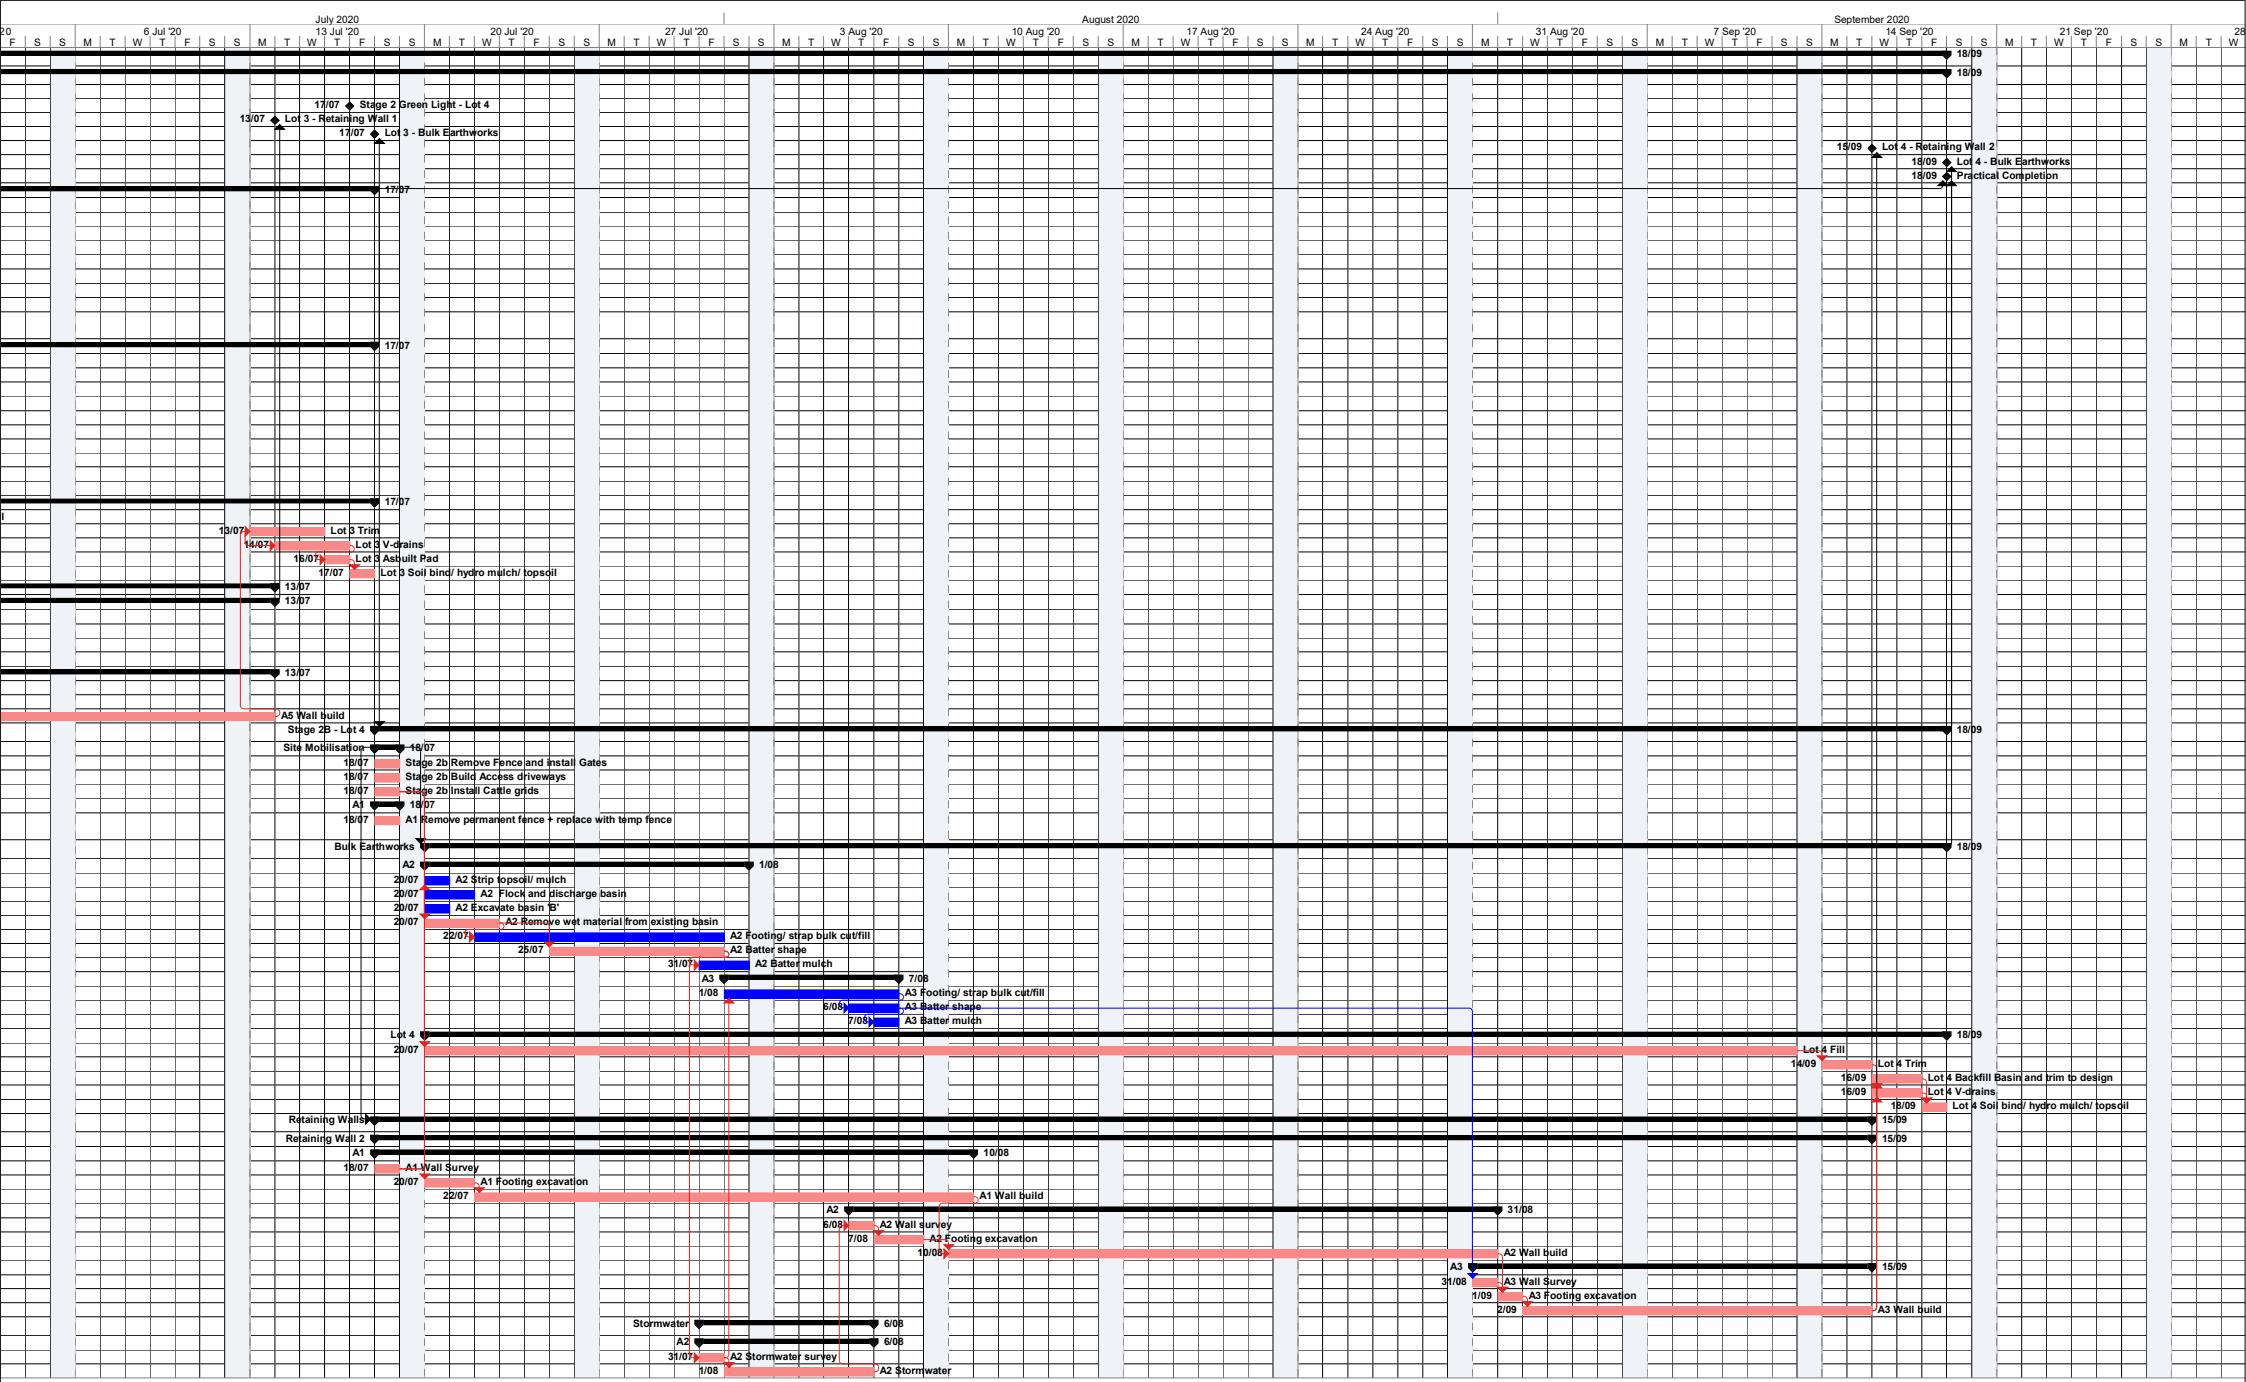 July 2020 August 2020 September 2020
20 6 Jul '20 13 Jul '20 20 Jul '20 27 Jul '20 3 Aug '20 10 Aug '20 17 Aug '20 24 Aug '20 31 Aug '20 7 Sep '20 14 Sep '20 21 Sep '20 28
F S S M T W T F S S M T W T F S S M T W T F S S M T W T F S S M T W T F S S M T W T F S S M T W T F S S M T W T F S S M T W T F S S M T W T F S S M T W T F S S M T W T F S S M T W
18/09
18/09
17/07 Stage 2 Green Light - Lot 4
13/07 Lot 3 - Retaining Wall 1
17/07 Lot 3 - Bulk Earthworks
15/09 Lot 4 - Retaining Wall 2
18/09 Lot 4 - Bulk Earthworks
18/09 Practical Completion
17/07
17/07
17/07
13/07 Lot 3 Trim
14/07 Lot 3 V-drains
16/07 Lot 3 Asbuilt Pad
17/07 Lot 3 Soil bind/ hydro mulch/ topsoil
13/07
13/07
13/07
A5 Wall build
Stage 2B - Lot 4 18/09
Site Mobilisation 18/07
18/07 Stage 2b Remove Fence and install Gates
18/07 Stage 2b Build Access driveways
18/07 Stage 2b Install Cattle grids
A1 18/07
18/07 A1 Remove permanent fence + replace with temp fence
Bulk Earthworks 18/09
A2 1/08
20/07 A2 Strip topsoil/ mulch
20/07 A2 Flock and discharge basin
20/07 A2 Excavate basin 'B'
20/07 A2 Remove wet material from existing basin
22/07 A2 Footing/ strap bulk cut/fill
25/07 A2 Batter shape
31/07 A2 Batter mulch
A3 7/08
1/08 A3 Footing/ strap bulk cut/fill
6/08 A3 Batter shape
7/08 A3 Batter mulch
Lot 4 18/09
20/07 Lot 4 Fill
14/09 Lot 4 Trim
16/09 Lot 4 Backfill Basin and trim to design
16/09 Lot 4 V-drains
18/09 Lot 4 Soil bind/ hydro mulch/ topsoil
Retaining Walls 15/09
Retaining Wall 2 15/09
A1 10/08
18/07 A1 Wall Survey
20/07 A1 Footing excavation
22/07 A1 Wall build
A2 31/08
6/08 A2 Wall survey
7/08 A2 Footing excavation
10/08 A2 Wall build
A3 15/09
31/08 A3 Wall Survey
1/09 A3 Footing excavation
2/09 A3 Wall build
Stormwater 6/08
A2 6/08
31/07 A2 Stormwater survey
1/08 A2 Stormwater